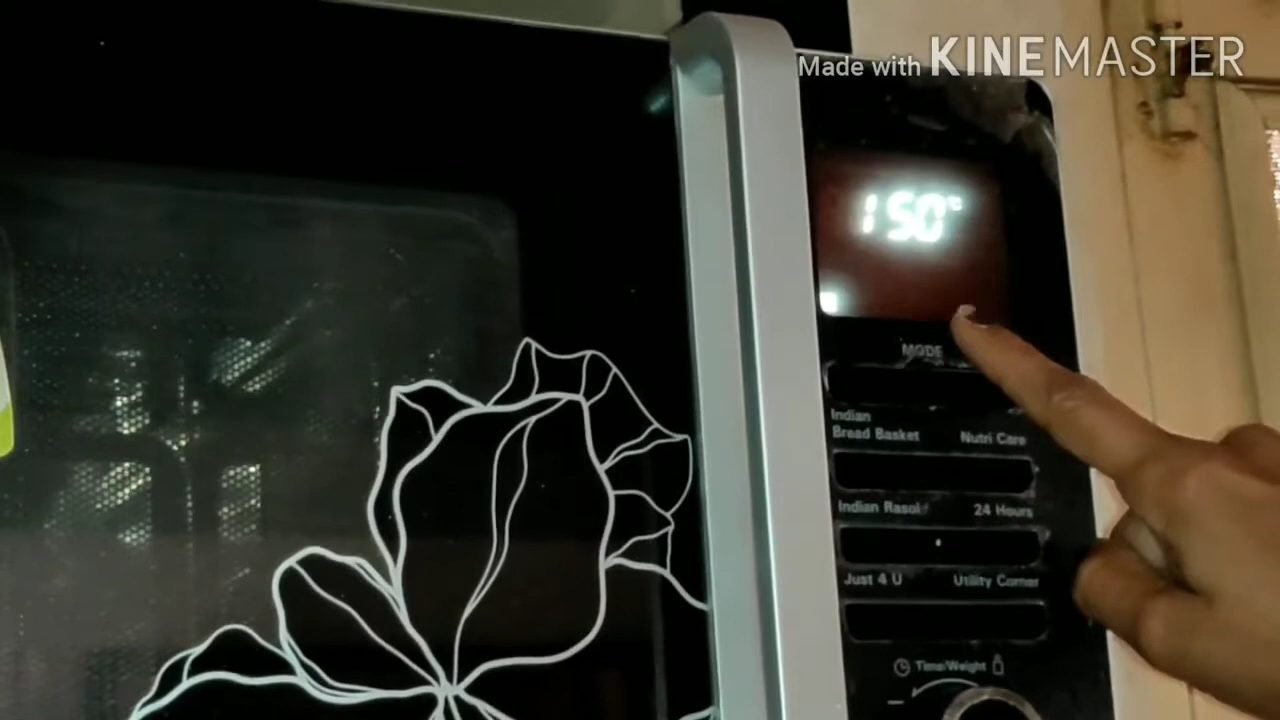 Made with KINEMASTER
150°C
MODE
Indian
Bread Basket
Nutri Care
Indian Rasoi
24 Hours
Just 4 U
Utility Corner
Time/Weight